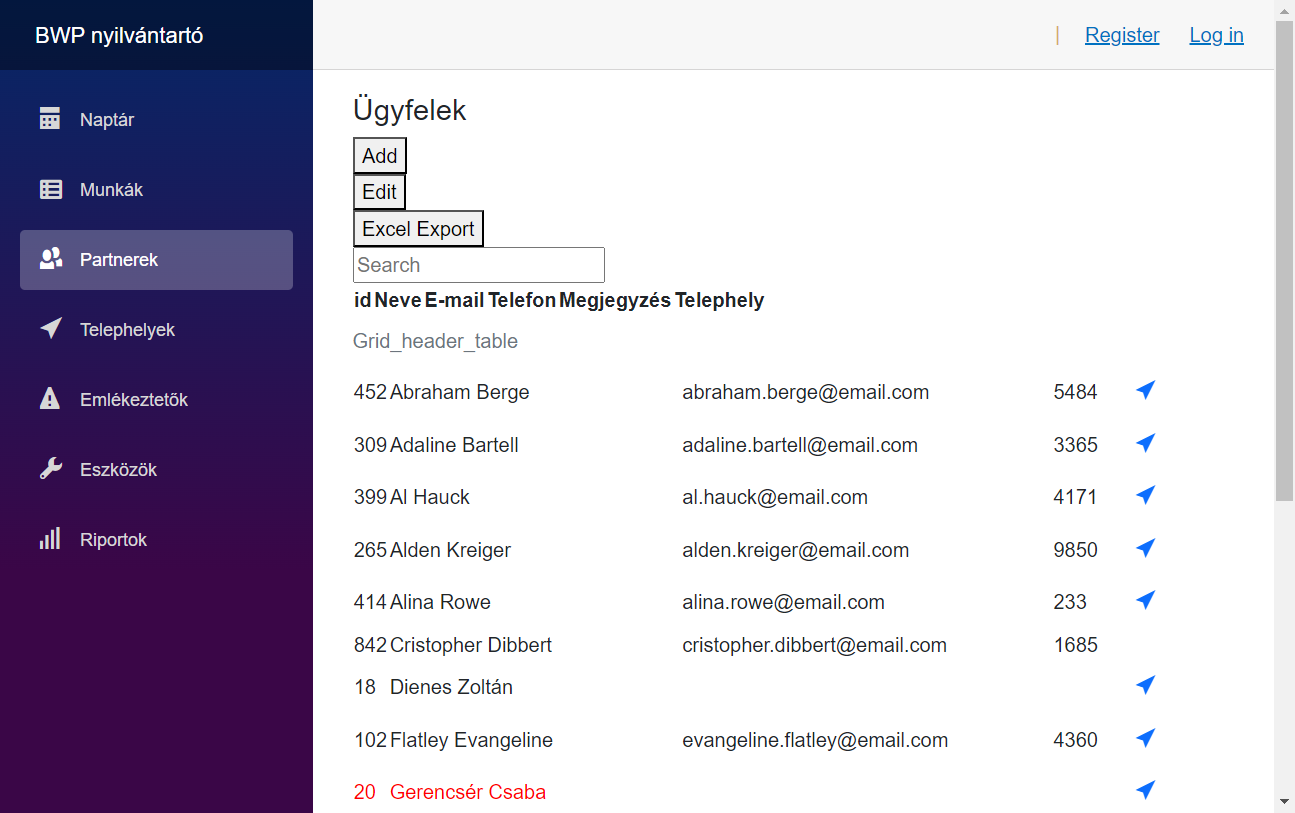 BWP nyilvántartó
| Register Log in
Naptár
Munkák
Partnerek
Telephelyek
Emlékeztetők
Eszközök
Riportok
Ügyfelek
Add
Edit
Excel Export
Search
id Neve E-mail Telefon Megjegyzés Telephely
Grid_header_table
452 Abraham Berge abraham.berge@email.com 5484
309 Adaline Bartell adaline.bartell@email.com 3365
399 Al Hauck al.hauck@email.com 4171
265 Alden Kreiger alden.kreiger@email.com 9850
414 Alina Rowe alina.rowe@email.com 233
842 Cristopher Dibbert cristopher.dibbert@email.com 1685
18 Dienes Zoltán
102 Flatley Evangeline evangeline.flatley@email.com 4360
20 Gerencsér Csaba